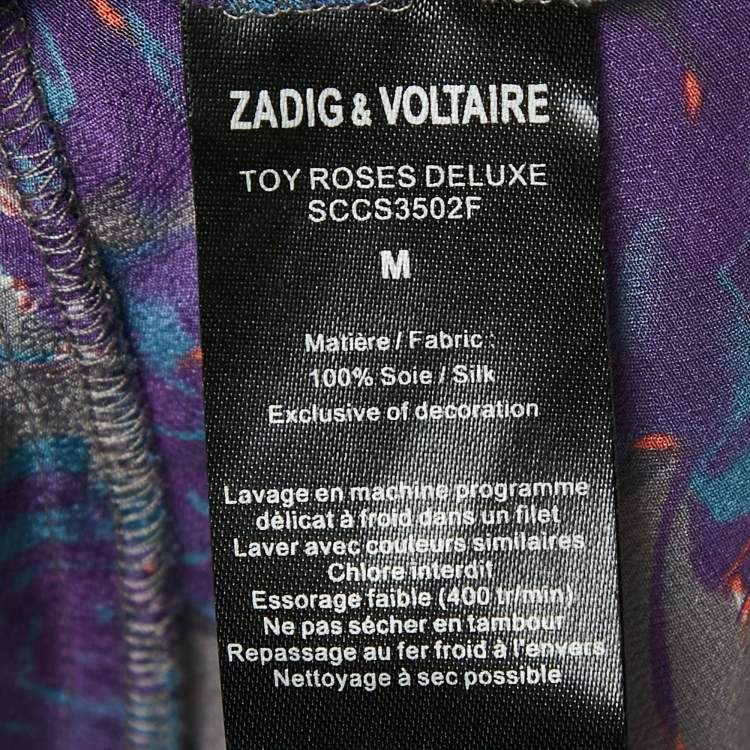 ZADIG & VOLTAIRE
TOY ROSES DELUXE
SCCS3502F
M
Matière / Fabric :
100% Soie / Silk
Exclusive of decoration
Lavage en machine programme
délicat à froid dans un filet
Laver avec couleurs similaires
Chlore interdit
Essorage faible (400 tr/min)
Ne pas sécher en tambour
Repassage au fer froid à l'envers
Nettoyage à sec possible